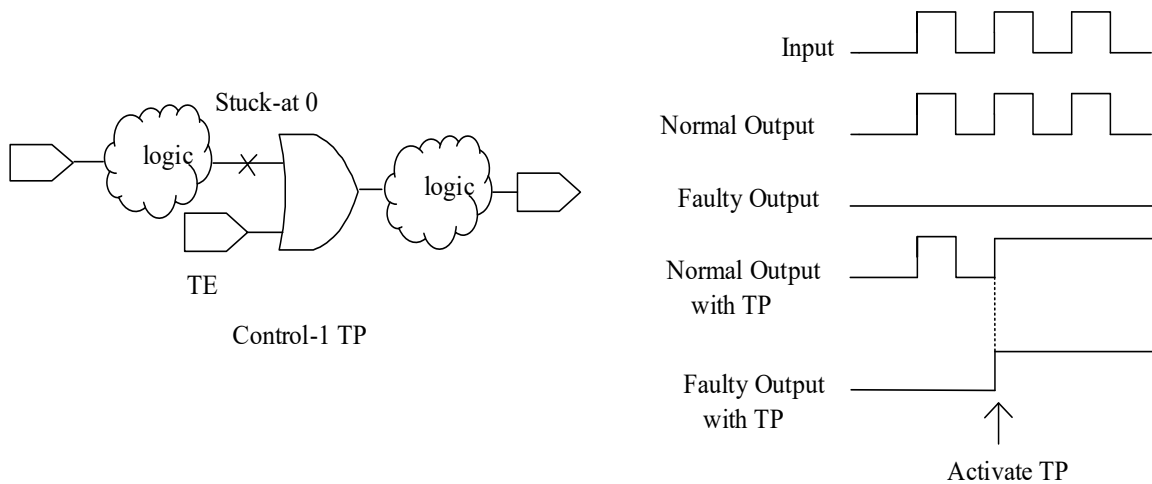 Stuck-at 0
logic
logic
TE
Control-1 TP
Input
Normal Output
Faulty Output
Normal Output
with TP
Faulty Output
with TP
Activate TP